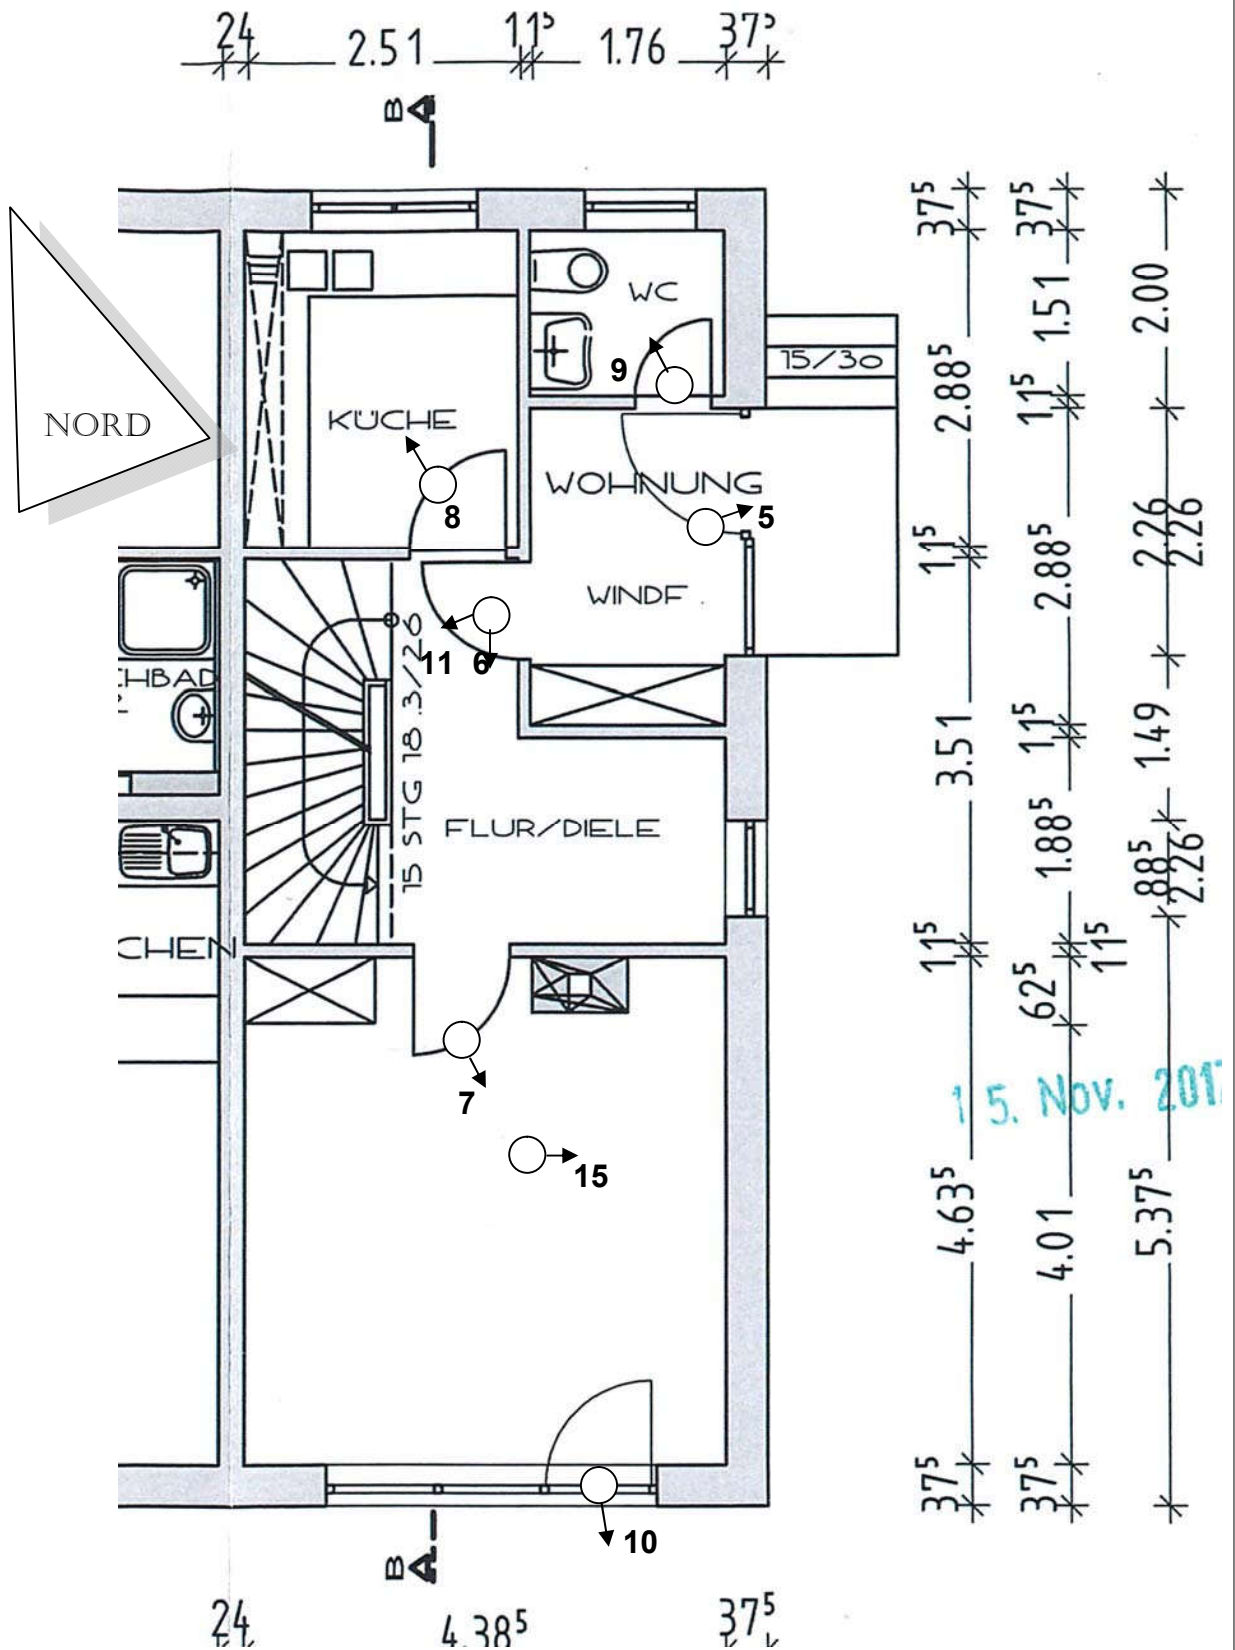 24 2.51 11⁵ 1.76 37⁵
B
NORD
WC
15/30
9
KÜCHE
8
WOHNUNG
5
WINDF.
11 6
15 STG 18.3/26
CHBAD
FLUR/DIELE
CHEN
7
15
10
B
24 4.38⁵ 37⁵
37⁵ 2.88⁵ 11⁵ 3.51 11⁵ 4.63⁵ 37⁵
37⁵ 1.51 11⁵ 2.88⁵ 11⁵ 1.88⁵ 11⁵ 62⁵ 4.01 37⁵
2.00 2.26 2.26 1.49 88⁵ 2.26 5.37⁵
15. Nov. 2017